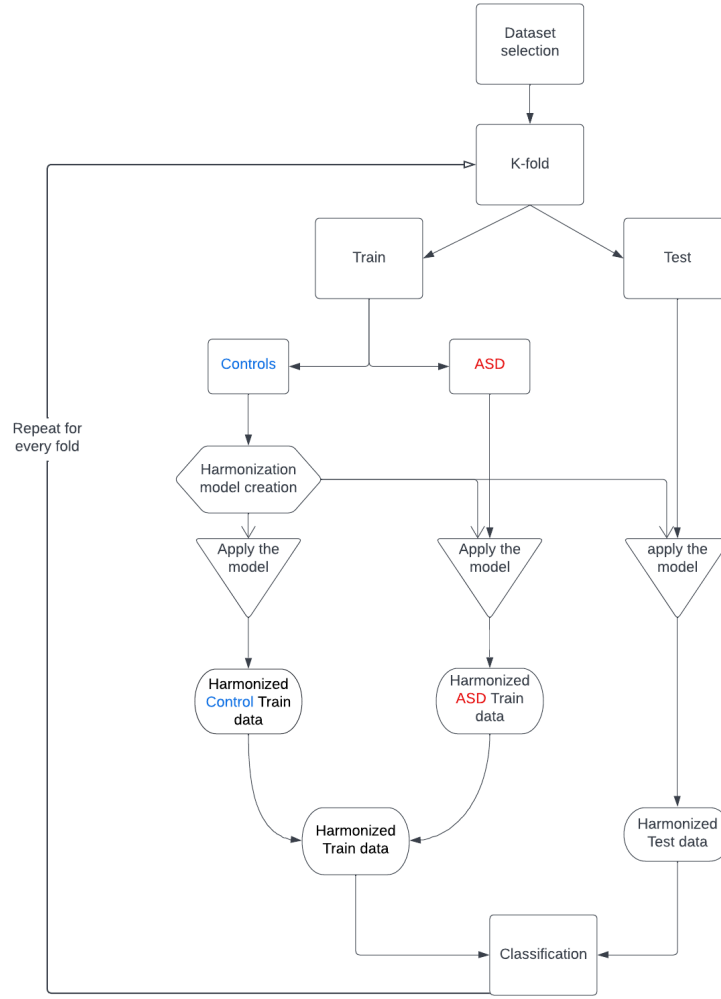 Dataset
selection
K-fold
Train
Test
Controls
ASD
Repeat for
every fold
Harmonization
model creation
Apply the
model
Apply the
model
apply the
model
Harmonized
Control Train
data
Harmonized
ASD Train
data
Harmonized
Train data
Harmonized
Test data
Classification